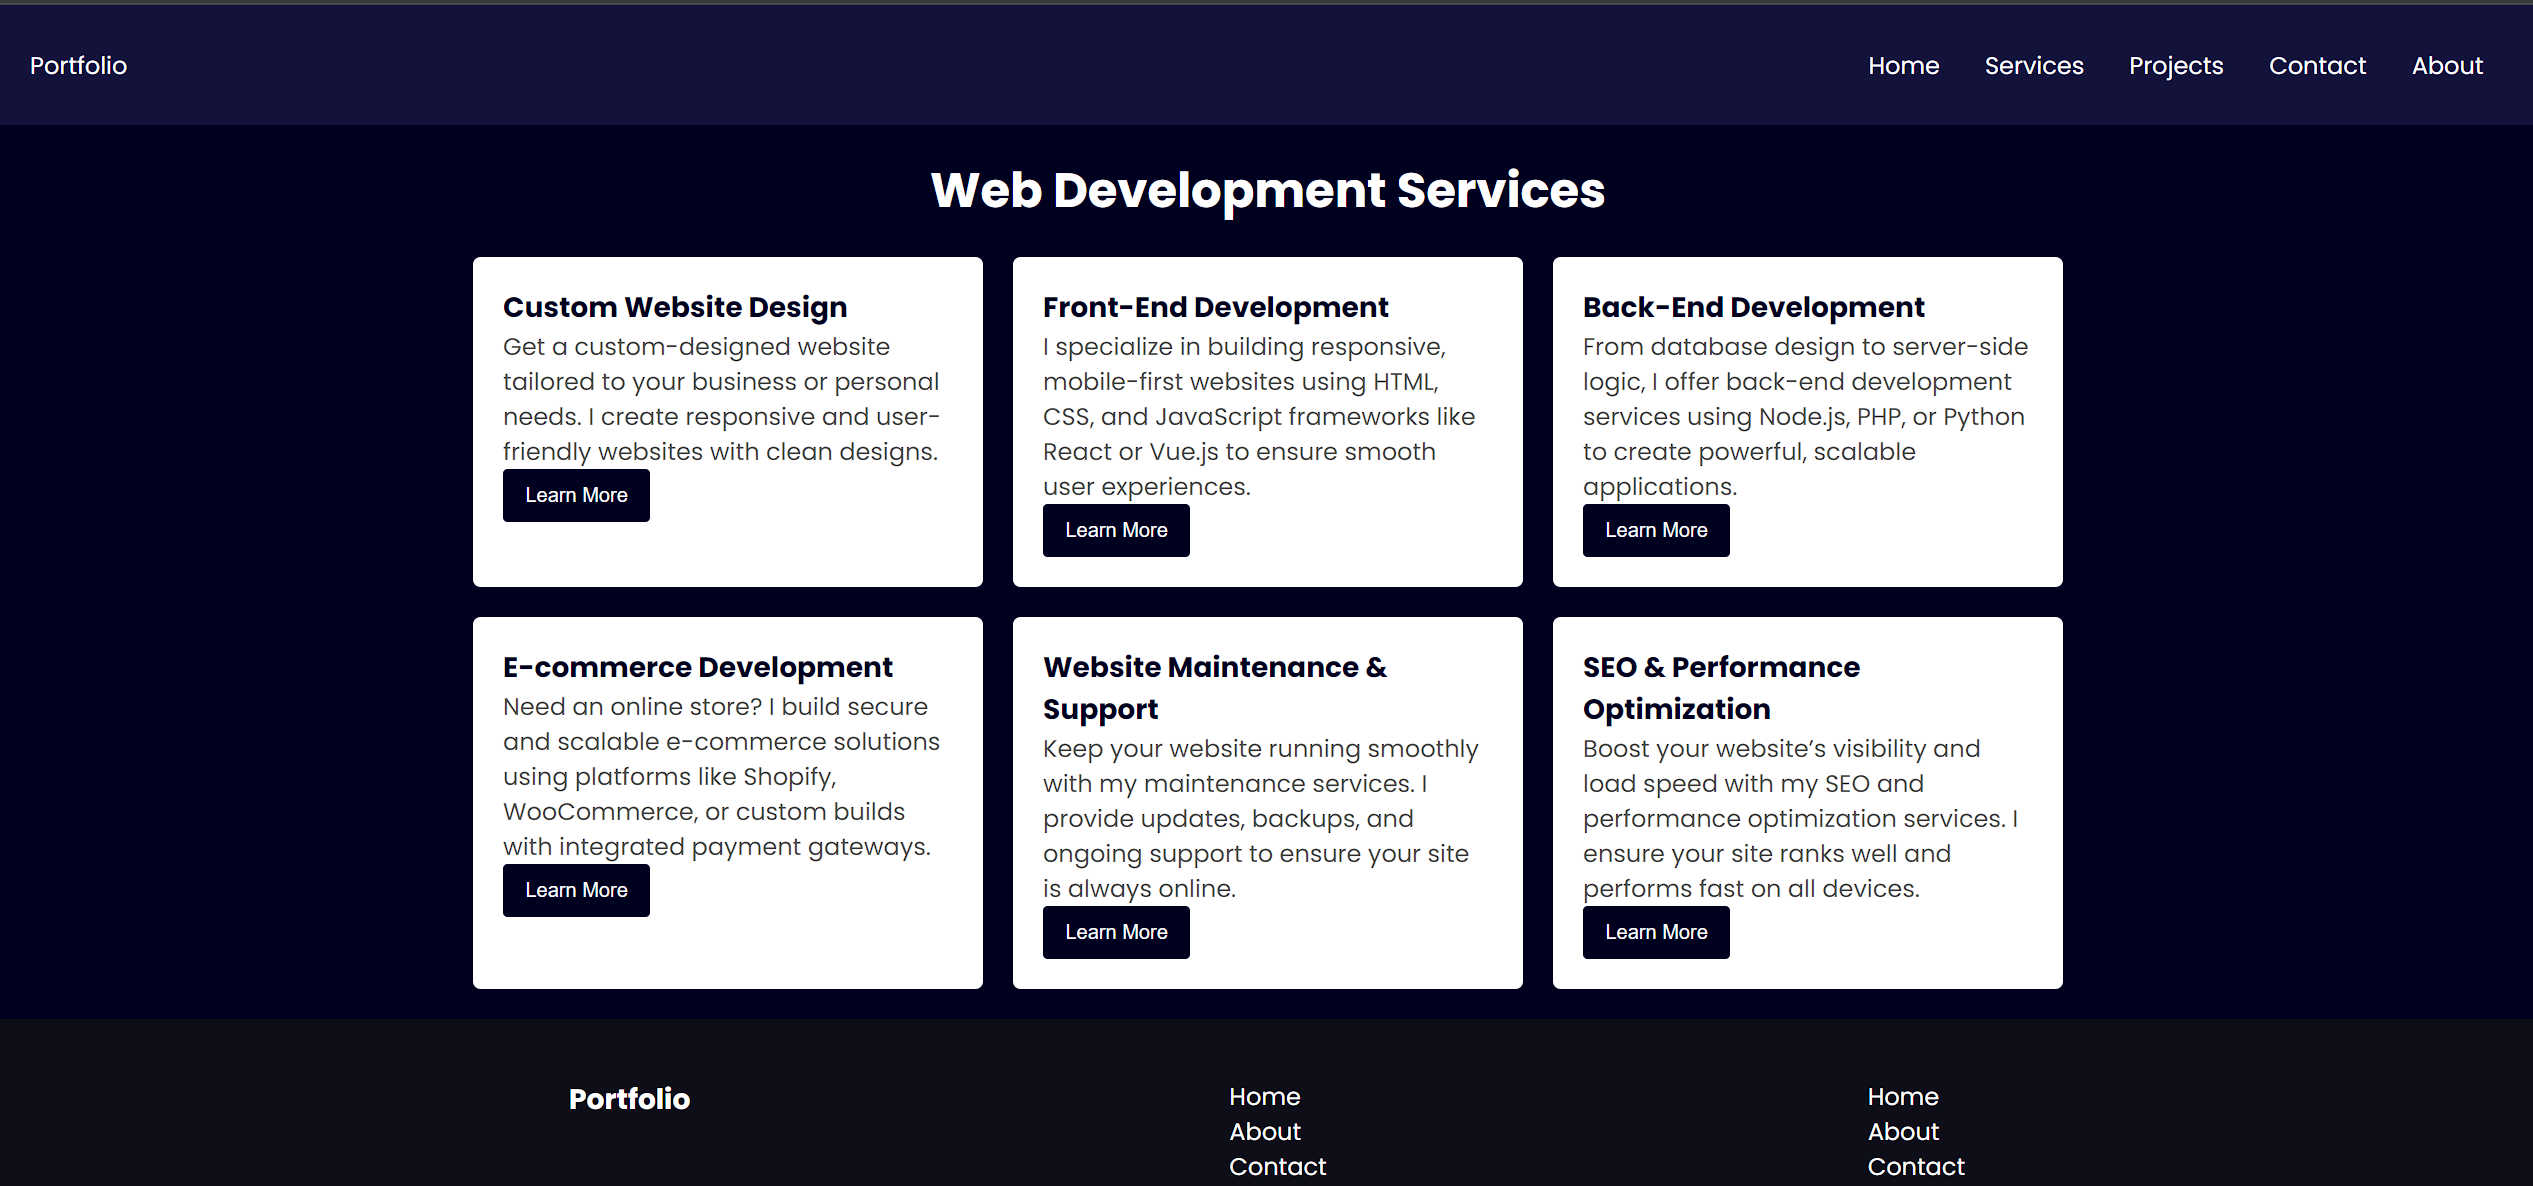 Portfolio
Home Services Projects Contact About
Web Development Services
Custom Website Design
Get a custom-designed website
tailored to your business or personal
needs. I create responsive and user-
friendly websites with clean designs.
Learn More
Front-End Development
I specialize in building responsive,
mobile-first websites using HTML,
CSS, and JavaScript frameworks like
React or Vue.js to ensure smooth
user experiences.
Learn More
Back-End Development
From database design to server-side
logic, I offer back-end development
services using Node.js, PHP, or Python
to create powerful, scalable
applications.
Learn More
E-commerce Development
Need an online store? I build secure
and scalable e-commerce solutions
using platforms like Shopify,
WooCommerce, or custom builds
with integrated payment gateways.
Learn More
Website Maintenance &
Support
Keep your website running smoothly
with my maintenance services. I
provide updates, backups, and
ongoing support to ensure your site
is always online.
Learn More
SEO & Performance
Optimization
Boost your website’s visibility and
load speed with my SEO and
performance optimization services. I
ensure your site ranks well and
performs fast on all devices.
Learn More
Portfolio
Home
About
Contact
Home
About
Contact